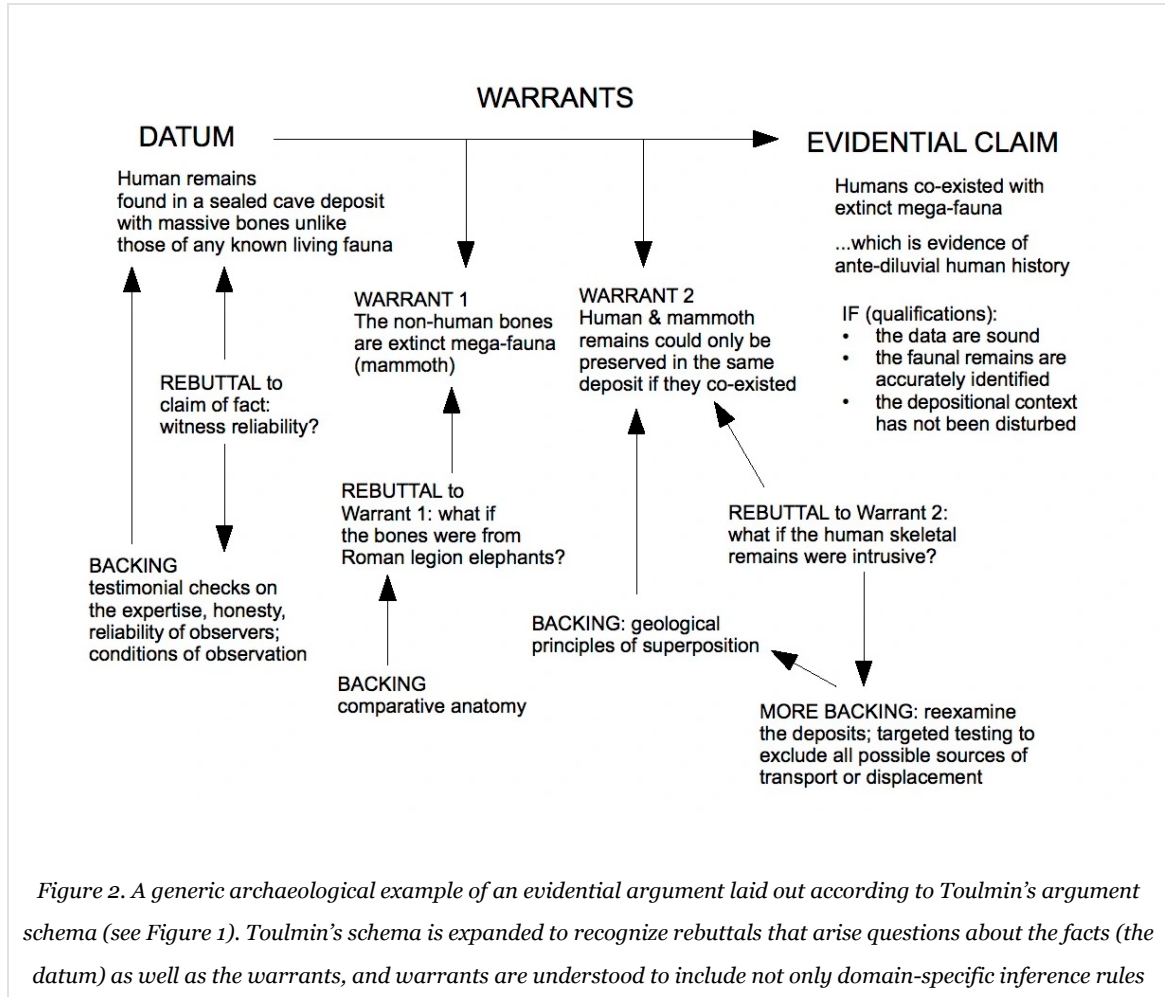 WARRANTS
DATUM
EVIDENTIAL CLAIM
Human remains
found in a sealed cave deposit
with massive bones unlike
those of any known living fauna
Humans co-existed with
extinct mega-fauna
...which is evidence of
ante-diluvial human history
WARRANT 1
The non-human bones
are extinct mega-fauna
(mammoth)
WARRANT 2
Human & mammoth
remains could only be
preserved in the same
deposit if they co-existed
IF (qualifications):
• the data are sound
• the faunal remains are
accurately identified
• the depositional context
has not been disturbed
REBUTTAL to
claim of fact:
witness reliability?
REBUTTAL to
Warrant 1: what if
the bones were from
Roman legion elephants?
REBUTTAL to Warrant 2:
what if the human skeletal
remains were intrusive?
BACKING
testimonial checks on
the expertise, honesty,
reliability of observers;
conditions of observation
BACKING: geological
principles of superposition
BACKING
comparative anatomy
MORE BACKING: reexamine
the deposits; targeted testing to
exclude all possible sources of
transport or displacement
Figure 2. A generic archaeological example of an evidential argument laid out according to Toulmin's argument
schema (see Figure 1). Toulmin's schema is expanded to recognize rebuttals that arise questions about the facts (the
datum) as well as the warrants, and warrants are understood to include not only domain-specific inference rules